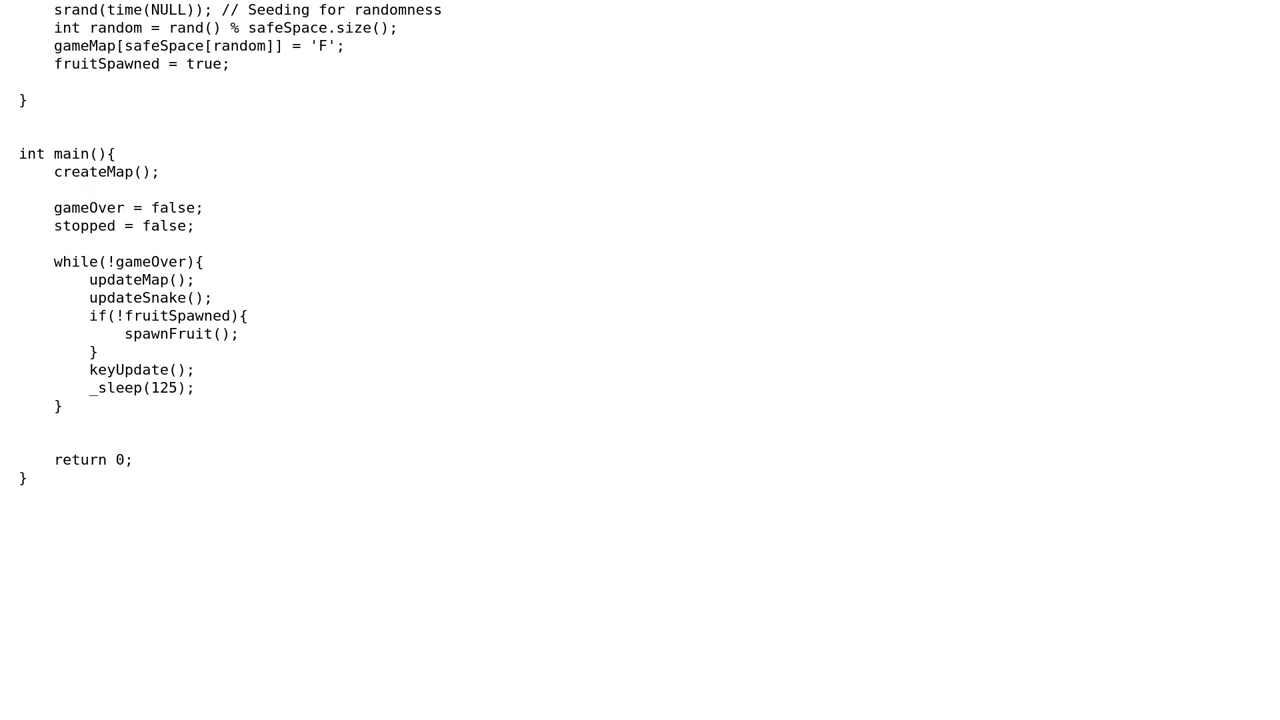 srand(time(NULL)); // Seeding for randomness
    int random = rand() % safeSpace.size();
    gameMap[safeSpace[random]] = 'F';
    fruitSpawned = true;

}


int main(){
    createMap();

    gameOver = false;
    stopped = false;

    while(!gameOver){
        updateMap();
        updateSnake();
        if(!fruitSpawned){
            spawnFruit();
        }
        keyUpdate();
        _sleep(125);
    }


    return 0;
}